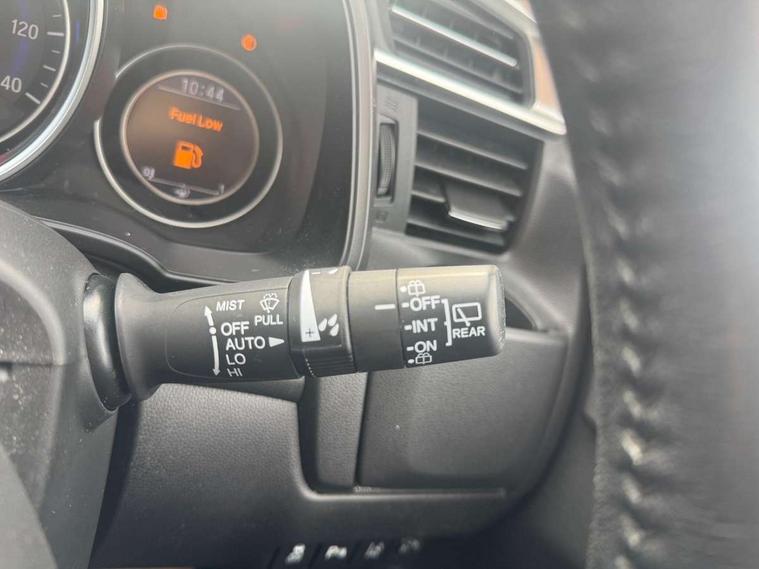 120
40
10:44
Fuel Low
MIST
PULL
OFF
AUTO
LO
HI
OFF
INT
ON
REAR